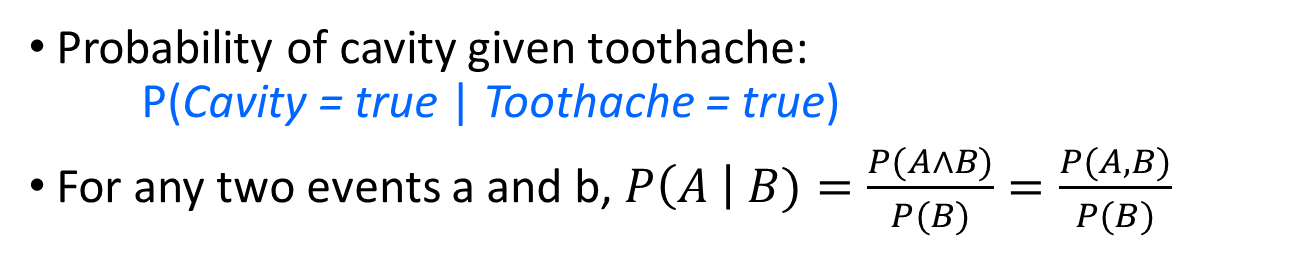 • Probability of cavity given toothache:
P(Cavity = true | Toothache = true)
• For any two events a and b, P(A | B) = P(A∧B)/P(B) = P(A,B)/P(B)